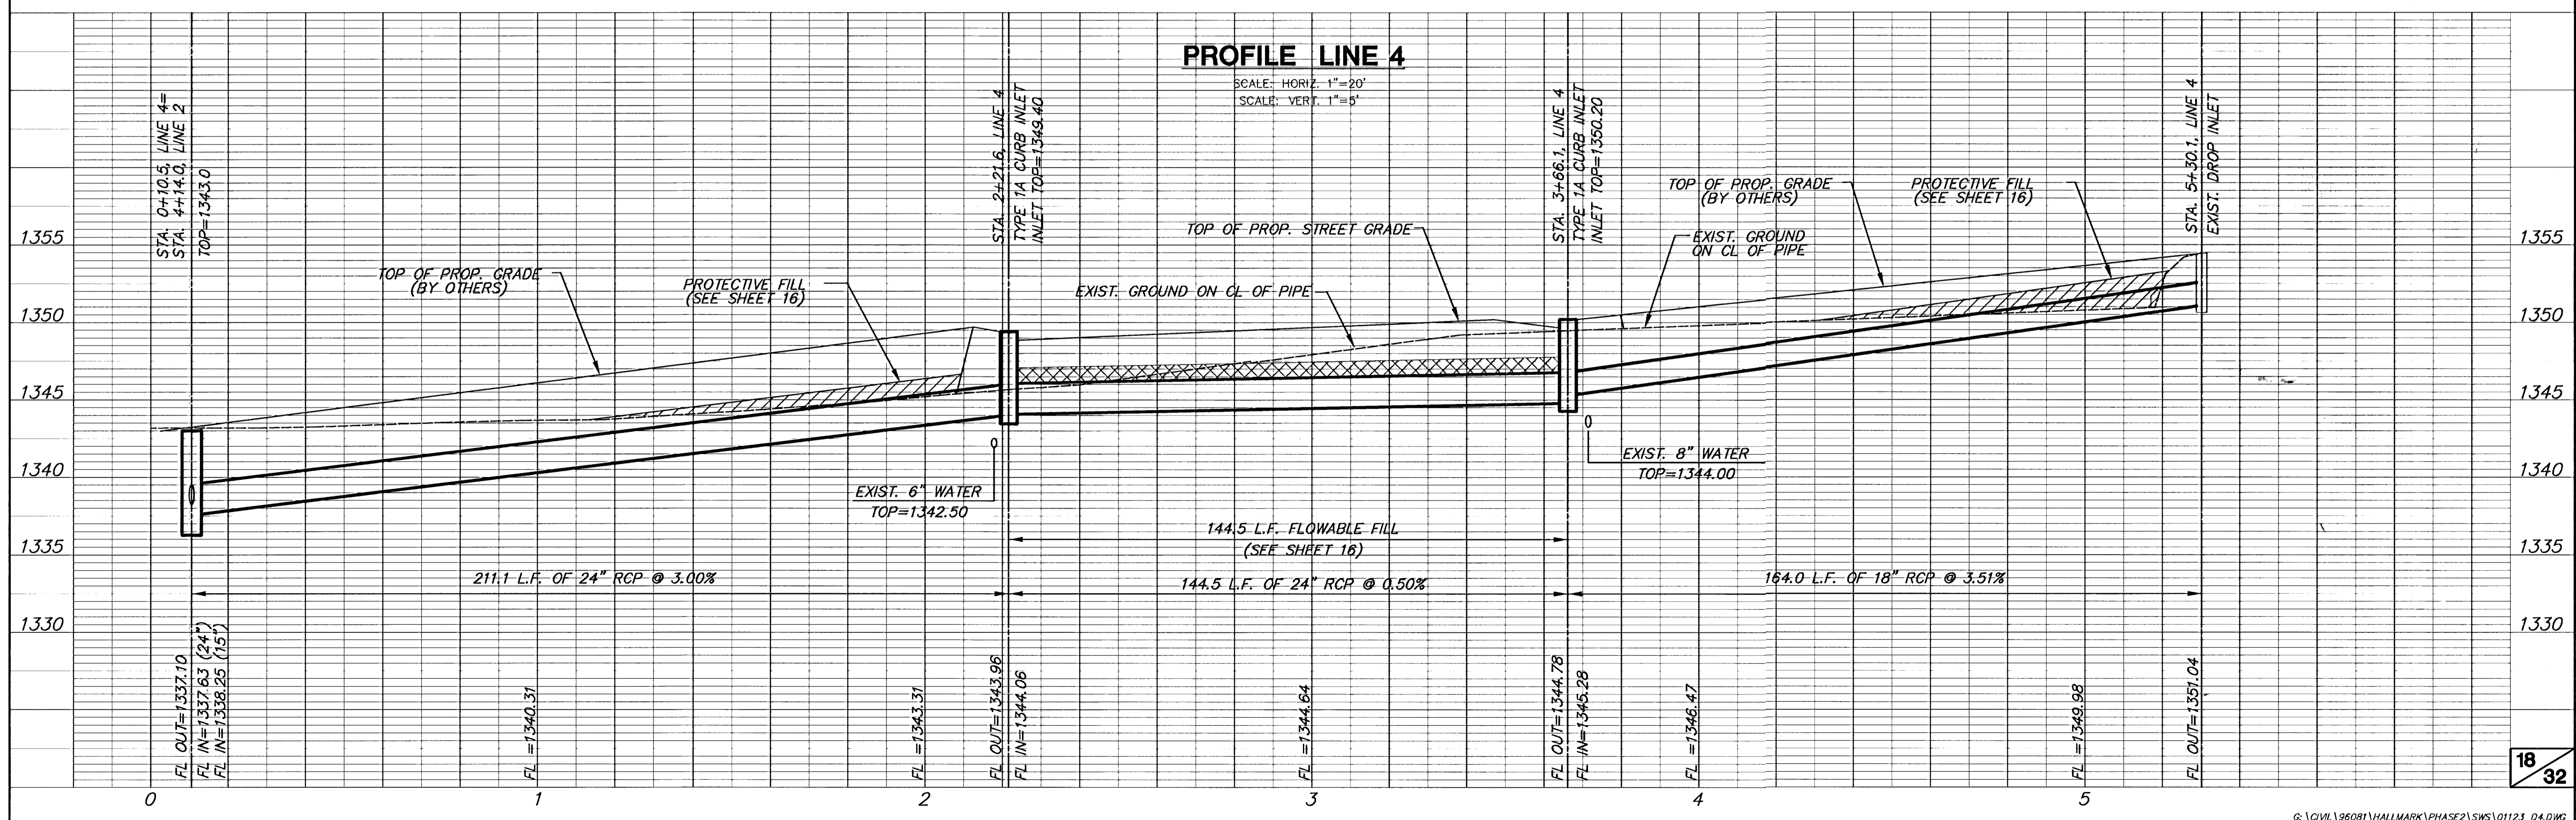 PROFILE LINE 4
SCALE: HORIZ. 1"=20'
SCALE: VERT. 1"=5'
STA. 0+10.5, LINE 4=
STA. 4+14.0, LINE 2
TOP=1343.0
STA. 2+21.6, LINE 4
TYPE 1A CURB INLET
INLET TOP=1349.40
STA. 3+66.1, LINE 4
TYPE 1A CURB INLET
INLET TOP=1350.20
STA. 5+30.1, LINE 4
EXIST. DROP INLET
1355
1350
1345
1340
1335
1330
1355
1350
1345
1340
1335
1330
TOP OF PROP. GRADE
(BY OTHERS)
PROTECTIVE FILL
(SEE SHEET 16)
TOP OF PROP. STREET GRADE
EXIST. GROUND ON CL OF PIPE
TOP OF PROP. GRADE
(BY OTHERS)
EXIST. GROUND
ON CL OF PIPE
PROTECTIVE FILL
(SEE SHEET 16)
EXIST. 6" WATER
TOP=1342.50
EXIST. 8" WATER
TOP=1344.00
144.5 L.F. FLOWABLE FILL
(SEE SHEET 16)
211.1 L.F. OF 24" RCP @ 3.00%
144.5 L.F. OF 24" RCP @ 0.50%
164.0 L.F. OF 18" RCP @ 3.51%
FL OUT=1337.10
FL IN=1337.63 (24")
FL IN=1338.25 (15")
FL =1340.31
FL =1343.31
FL OUT=1343.96
FL IN=1344.06
FL =1344.64
FL OUT=1344.78
FL IN=1345.28
FL =1346.47
FL =1349.98
FL OUT=1351.04
0 1 2 3 4 5
18
32
G:\CIVIL\96081\HALLMARK\PHASE2\SWS\01123_04.DWG